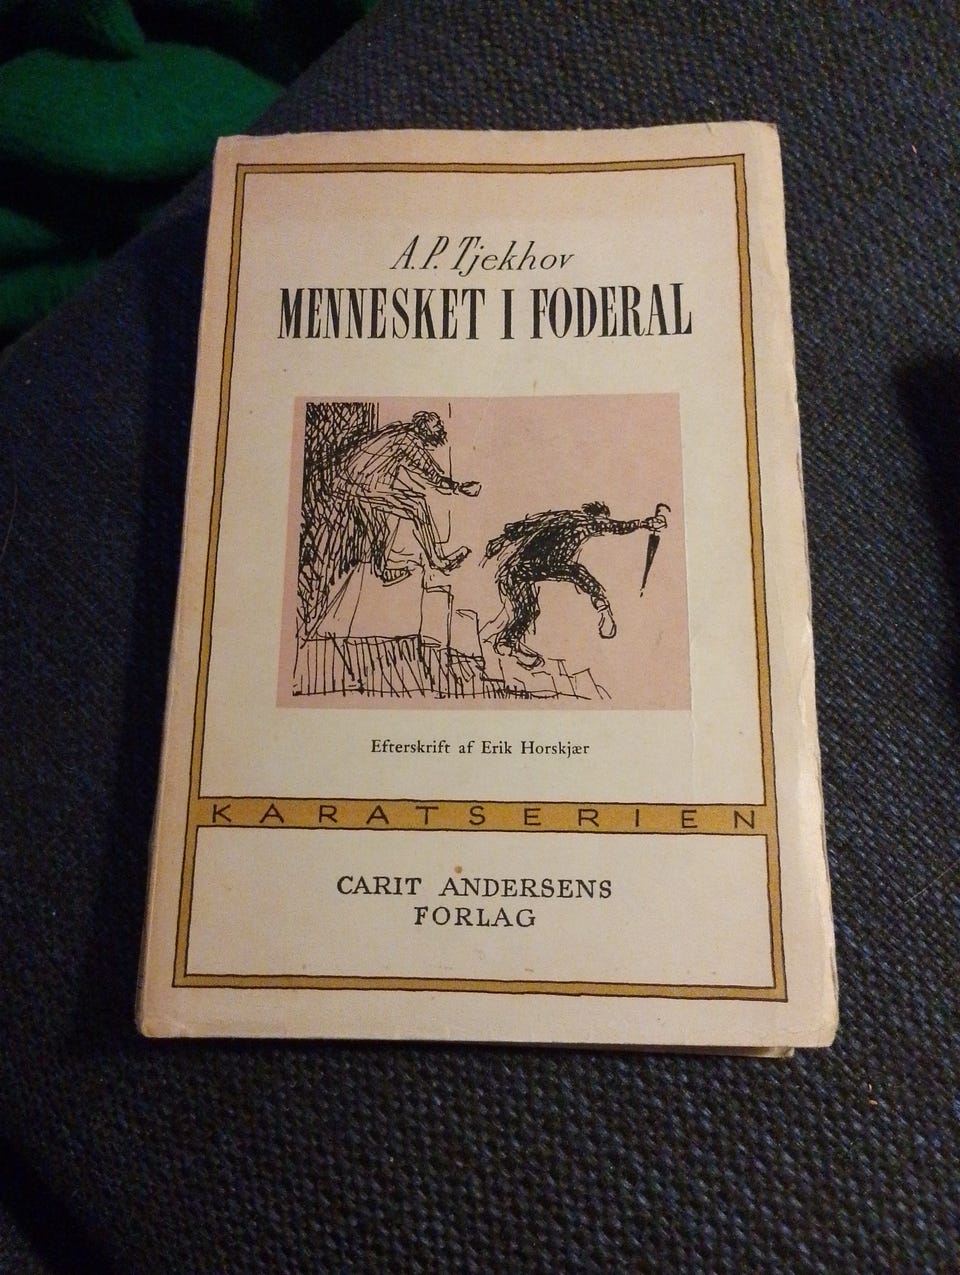 A. P. Tjekhov
MENNESKET I FODERAL
Efterskrift af Erik Horskjær
KARATSERIEN
CARIT ANDERSENS
FORLAG